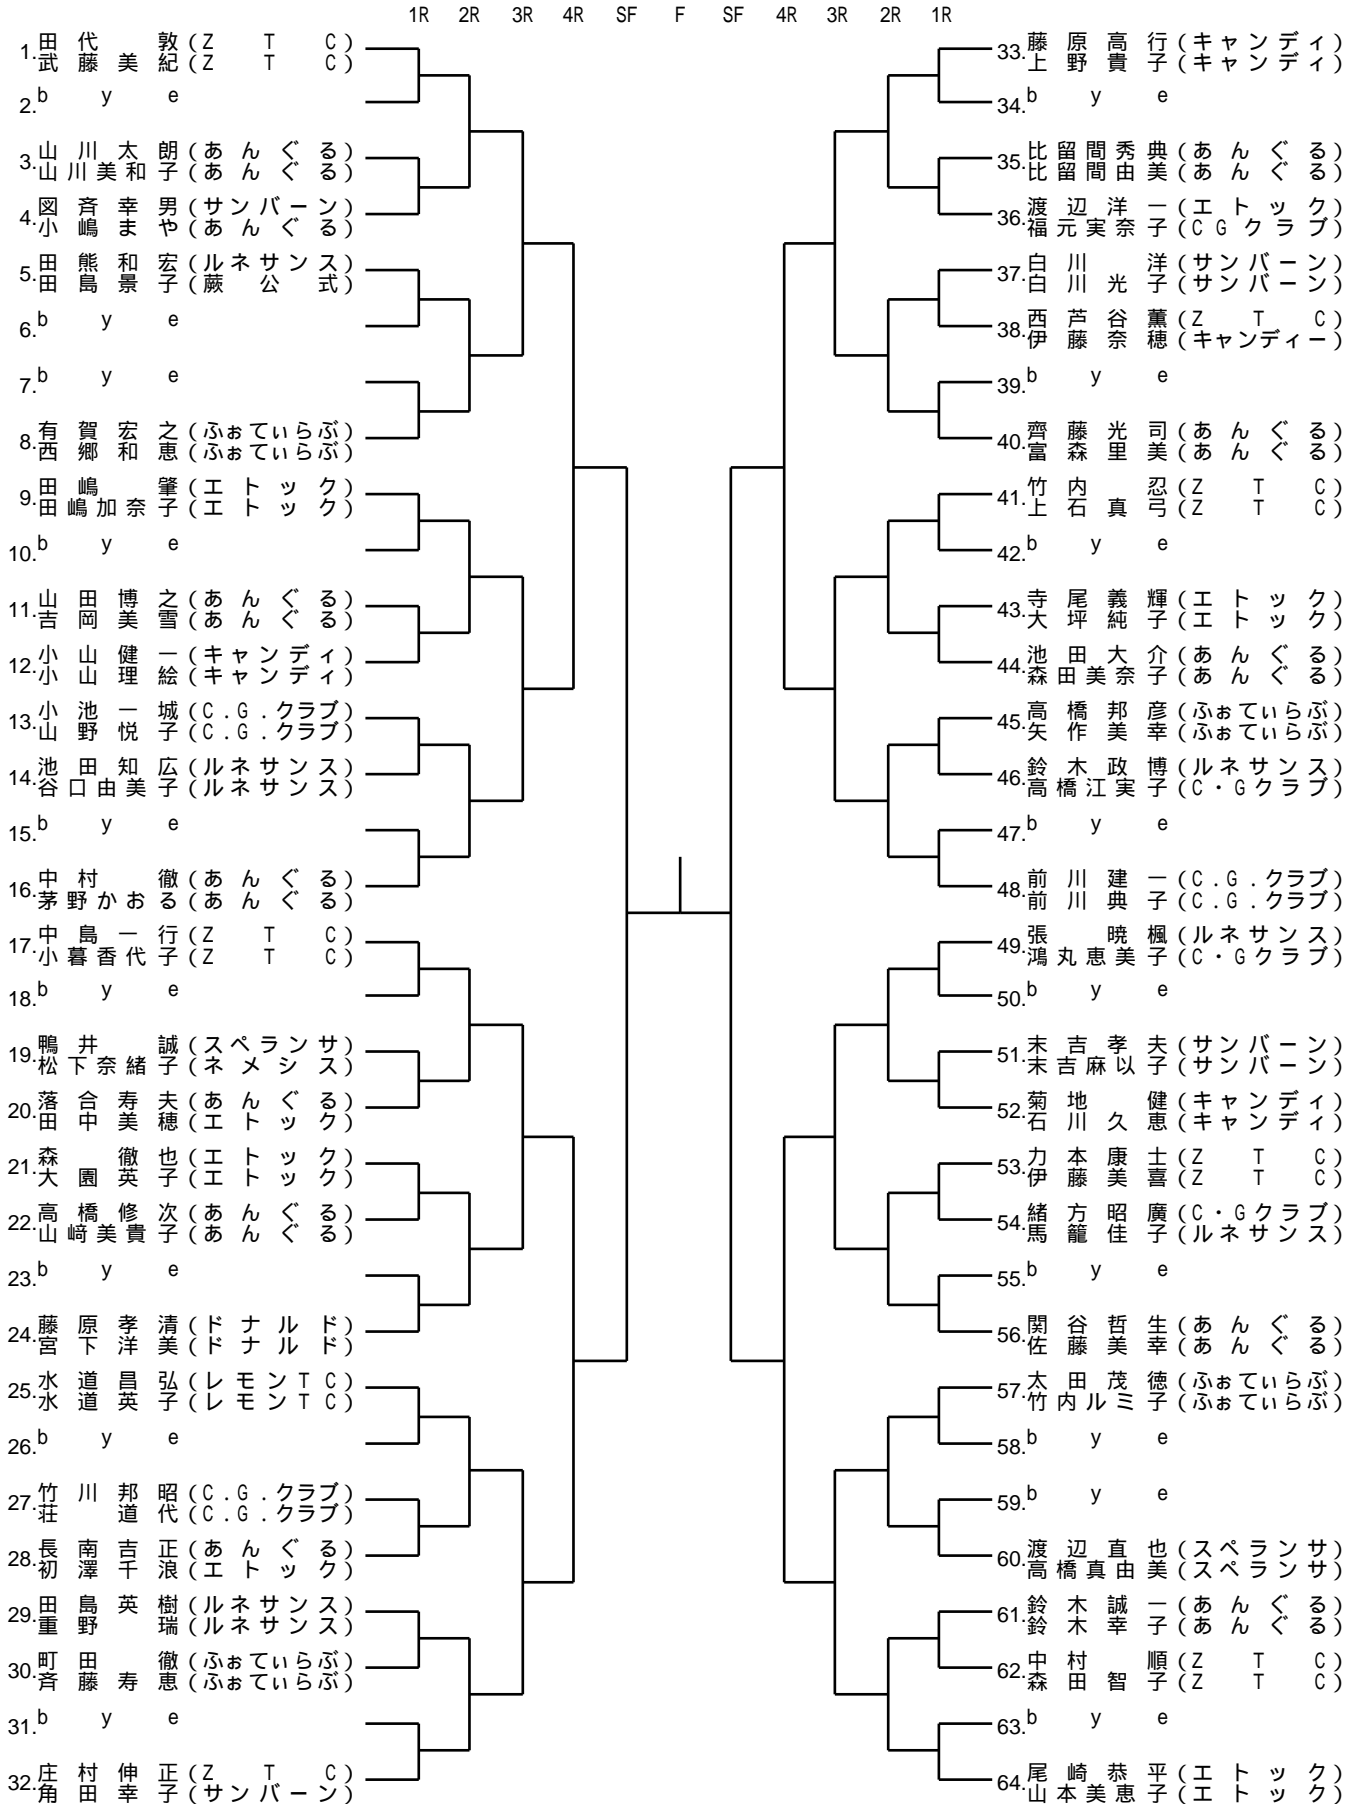 1R 2R 3R 4R SF F SF 4R 3R 2R 1R
1. 田代 敦 (ZTC)
武藤美紀 (ZTC)
2. bye
3. 山川太朗 (あんぐる)
山川美和子 (あんぐる)
4. 図斉幸男 (サンバーン)
小嶋まや (あんぐる)
5. 田熊和宏 (ルネサンス)
田島景子 (蕨公式)
6. bye
7. bye
8. 有賀宏之 (ふぉてぃらぶ)
西郷和恵 (ふぉてぃらぶ)
9. 田嶋 肇 (エトック)
田嶋加奈子 (エトック)
10. bye
11. 山田博之 (あんぐる)
吉岡美雪 (あんぐる)
12. 小山健一 (キャンディ)
小山理絵 (キャンディ)
13. 小池一城 (C.G.クラブ)
山野悦子 (C.G.クラブ)
14. 池田知広 (ルネサンス)
谷口由美子 (ルネサンス)
15. bye
16. 中村 徹 (あんぐる)
茅野かおる (あんぐる)
17. 中島一行 (ZTC)
小暮香代子 (ZTC)
18. bye
19. 鴨井 誠 (スペランサ)
松下奈緒子 (ネメシス)
20. 落合寿夫 (あんぐる)
田中美穂 (エトック)
21. 森 徹也 (エトック)
大園英子 (エトック)
22. 高橋修次 (あんぐる)
山﨑美貴子 (あんぐる)
23. bye
24. 藤原孝清 (ドナルド)
宮下洋美 (ドナルド)
25. 水道昌弘 (レモンTC)
水道英子 (レモンTC)
26. bye
27. 竹川邦昭 (C.G.クラブ)
荘 道代 (C.G.クラブ)
28. 長南吉正 (あんぐる)
初澤千浪 (エトック)
29. 田島英樹 (ルネサンス)
重野 瑞 (ルネサンス)
30. 町田 徹 (ふぉてぃらぶ)
斉藤寿恵 (ふぉてぃらぶ)
31. bye
32. 庄村伸正 (ZTC)
角田幸子 (サンバーン)
33. 藤原高行 (キャンディ)
上野貴子 (キャンディ)
34. bye
35. 比留間秀典 (あんぐる)
比留間由美 (あんぐる)
36. 渡辺洋一 (エトック)
福元実奈子 (CGクラブ)
37. 白川 洋 (サンバーン)
白川光子 (サンバーン)
38. 西芦谷薫 (ZTC)
伊藤奈穂 (キャンディー)
39. bye
40. 齊藤光司 (あんぐる)
富森里美 (あんぐる)
41. 竹内 忍 (ZTC)
上石真弓 (ZTC)
42. bye
43. 寺尾義輝 (エトック)
大坪純子 (エトック)
44. 池田大介 (あんぐる)
森田美奈子 (あんぐる)
45. 高橋邦彦 (ふぉてぃらぶ)
矢作美幸 (ふぉてぃらぶ)
46. 鈴木政博 (ルネサンス)
高橋江実子 (C・Gクラブ)
47. bye
48. 前川建一 (C.G.クラブ)
前川典子 (C.G.クラブ)
49. 張 暁楓 (ルネサンス)
鴻丸恵美子 (C・Gクラブ)
50. bye
51. 末吉孝夫 (サンバーン)
末吉麻以子 (サンバーン)
52. 菊地 健 (キャンディ)
石川久恵 (キャンディ)
53. 力本康士 (ZTC)
伊藤美喜 (ZTC)
54. 緒方昭廣 (C・Gクラブ)
馬籠佳子 (ルネサンス)
55. bye
56. 関谷哲生 (あんぐる)
佐藤美幸 (あんぐる)
57. 太田茂徳 (ふぉてぃらぶ)
竹内ルミ子 (ふぉてぃらぶ)
58. bye
59. bye
60. 渡辺直也 (スペランサ)
高橋真由美 (スペランサ)
61. 鈴木誠一 (あんぐる)
鈴木幸子 (あんぐる)
62. 中村 順 (ZTC)
森田智子 (ZTC)
63. bye
64. 尾崎恭平 (エトック)
山本美恵子 (エトック)